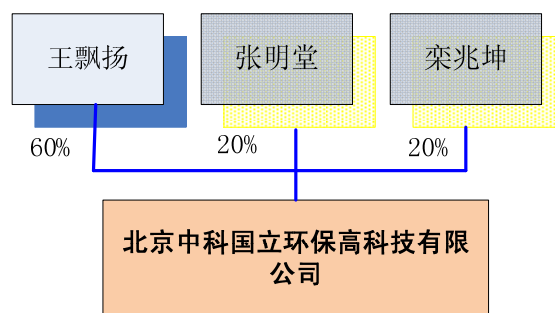 王飘扬
张明堂
栾兆坤
60%
20%
20%
北京中科国立环保高科技有限
公司